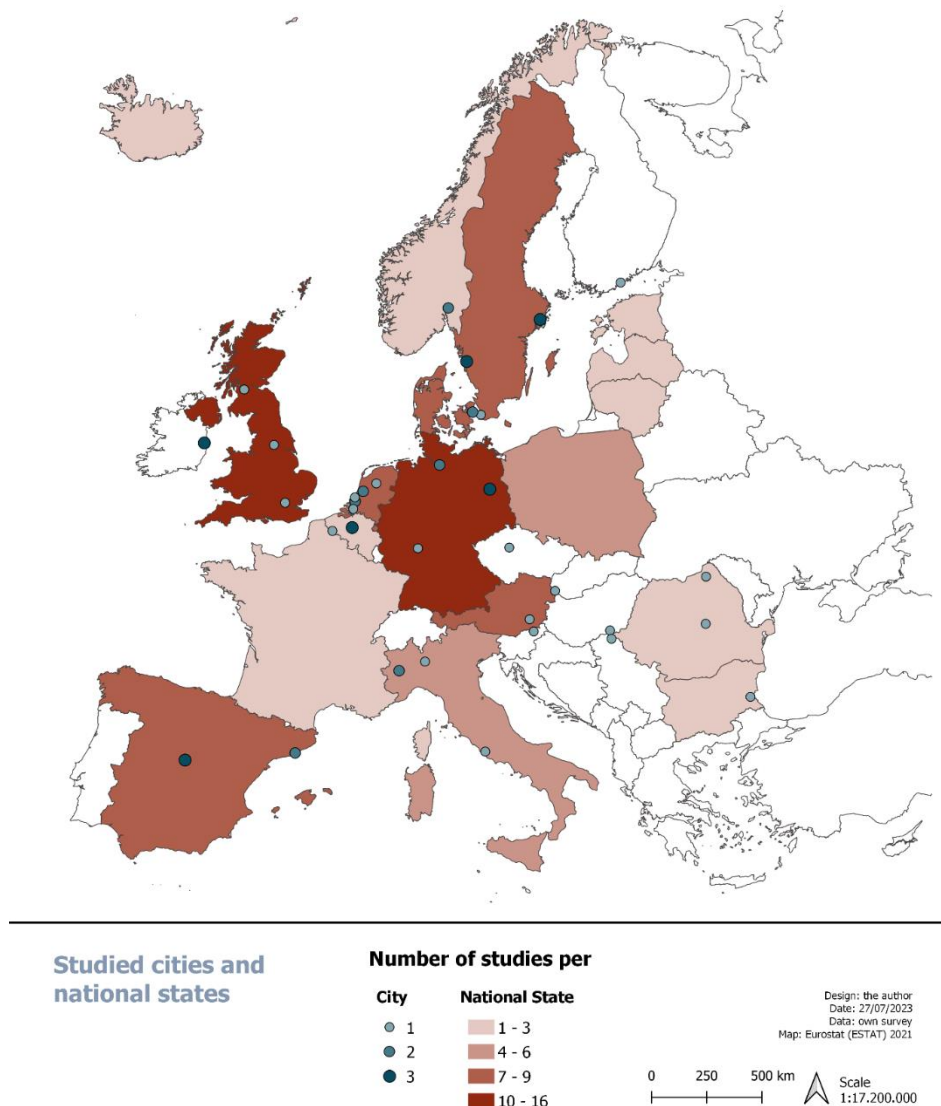 Studied cities and
national states
Number of studies per
City
National State
1
1 - 3
2
4 - 6
3
7 - 9
10 - 16
Design: the author
Date: 27/07/2023
Data: own survey
Map: Eurostat (ESTAT) 2021
0 250 500 km
Scale
1:17.200.000